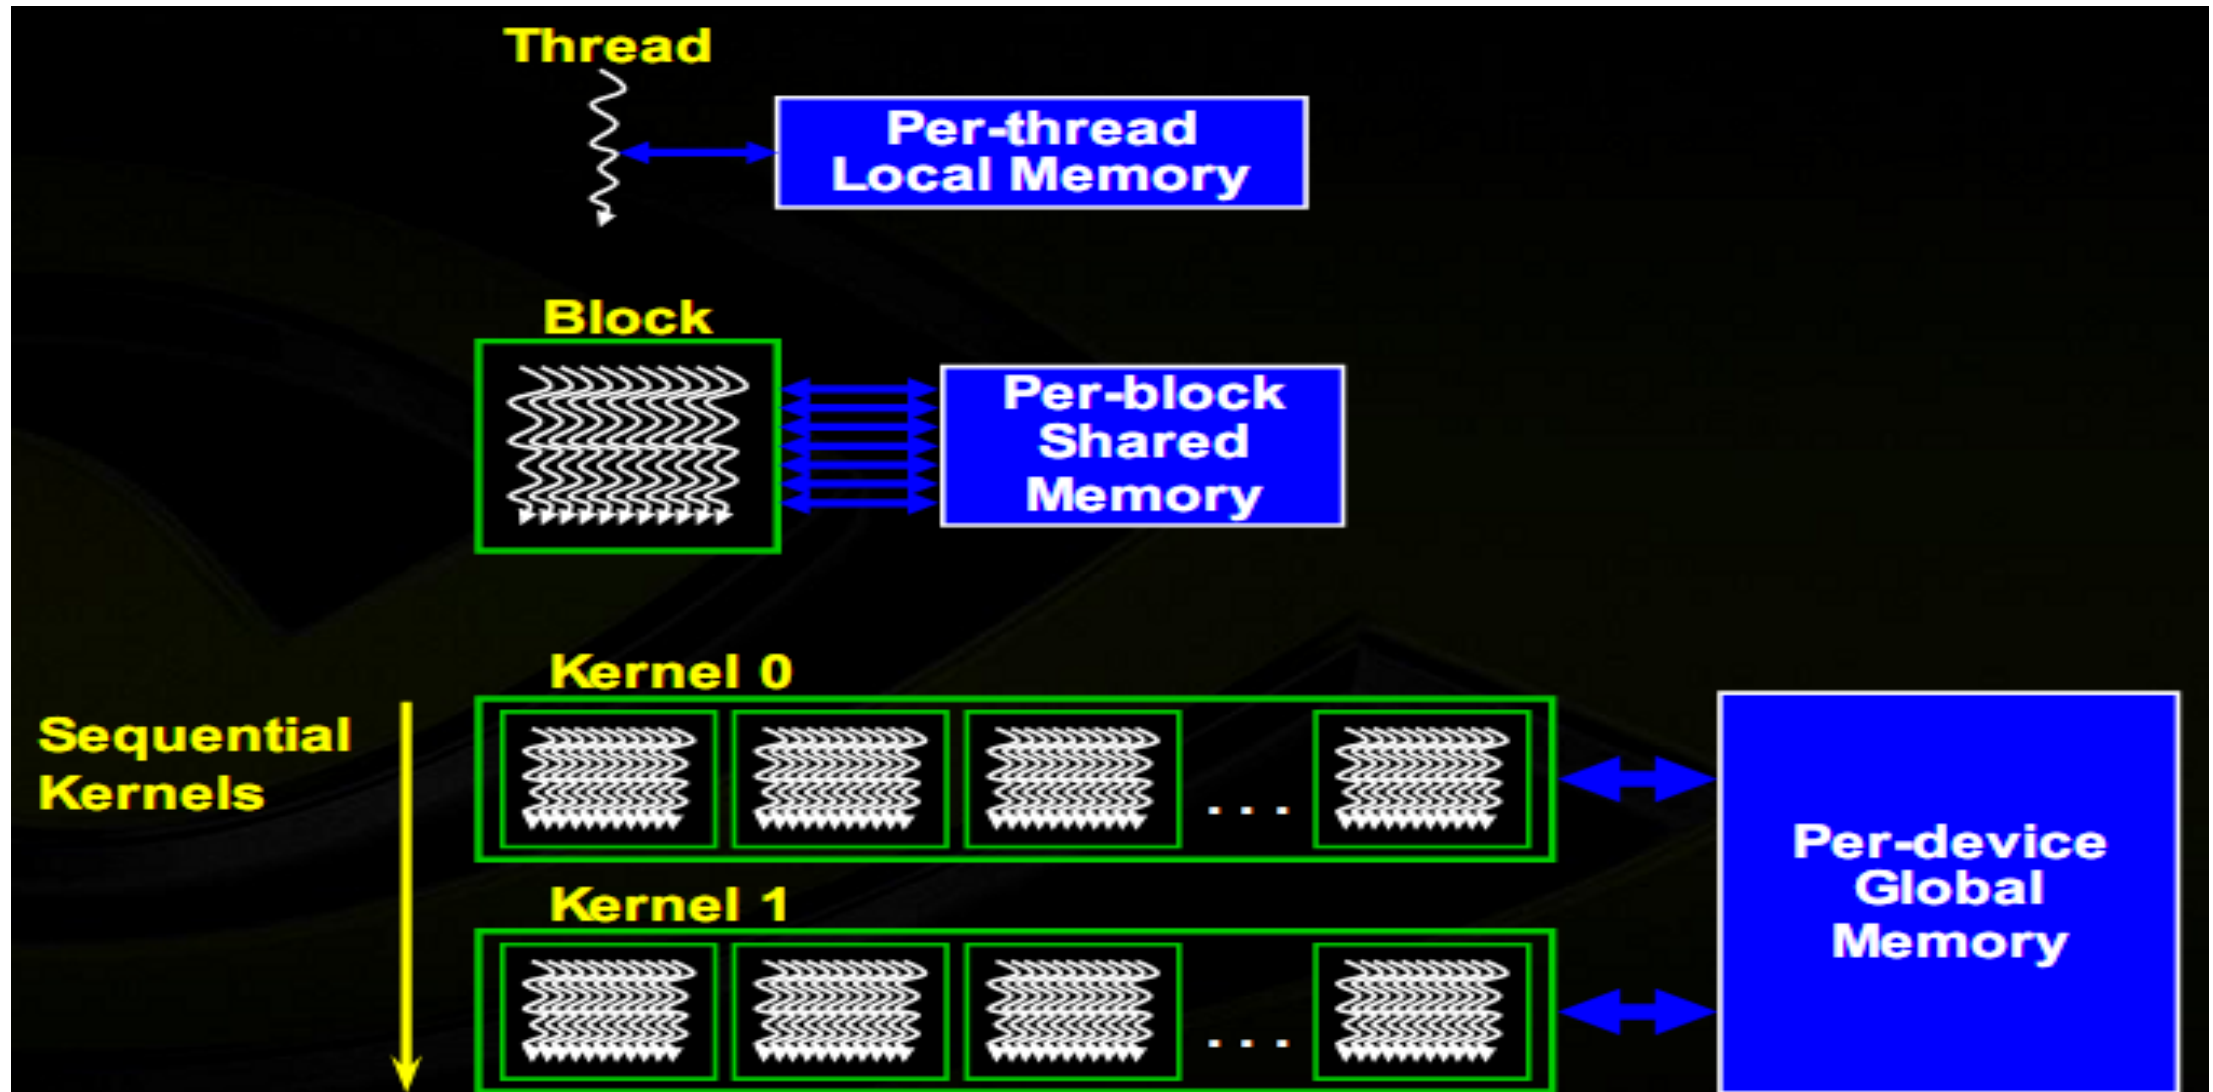 Thread
Per-thread
Local Memory
Block
Per-block
Shared
Memory
Kernel 0
Sequential
Kernels
. . .
Per-device
Global
Memory
Kernel 1
. . .